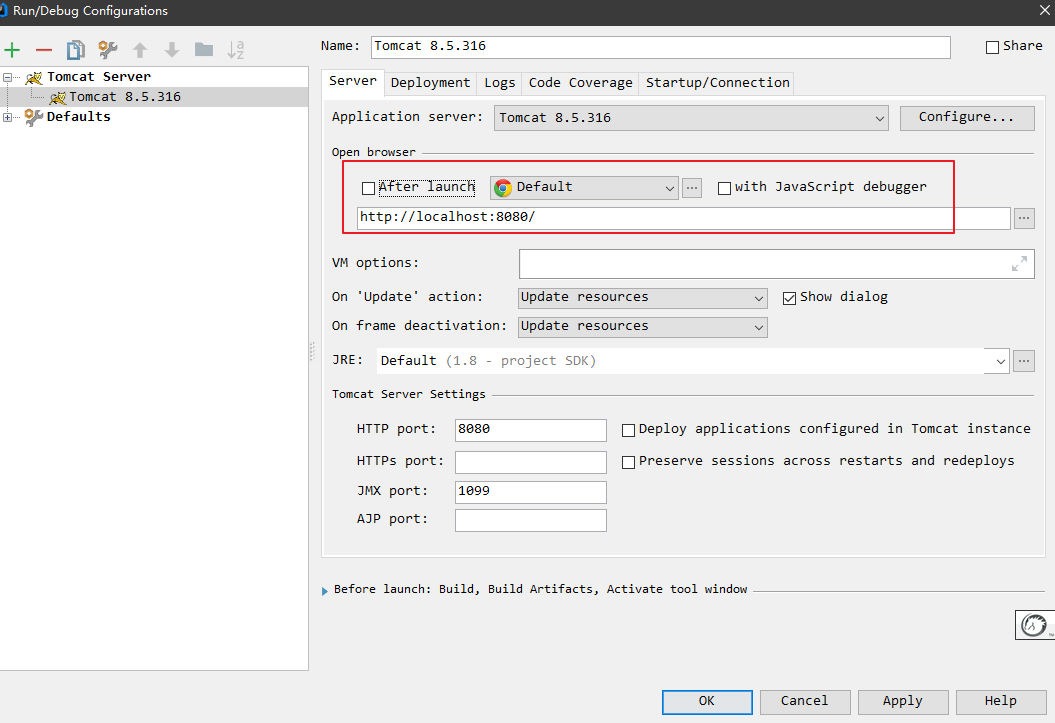 Run/Debug Configurations
Name: Tomcat 8.5.316 Share
Tomcat Server
Tomcat 8.5.316
Defaults
Server Deployment Logs Code Coverage Startup/Connection
Application server: Tomcat 8.5.316 Configure...
Open browser
After launch Default ... with JavaScript debugger
http://localhost:8080/ ...
VM options:
On 'Update' action: Update resources Show dialog
On frame deactivation: Update resources
JRE: Default (1.8 - project SDK) ...
Tomcat Server Settings
HTTP port: 8080 Deploy applications configured in Tomcat instance
HTTPs port: Preserve sessions across restarts and redeploys
JMX port: 1099
AJP port:
Before launch: Build, Build Artifacts, Activate tool window
OK Cancel Apply Help